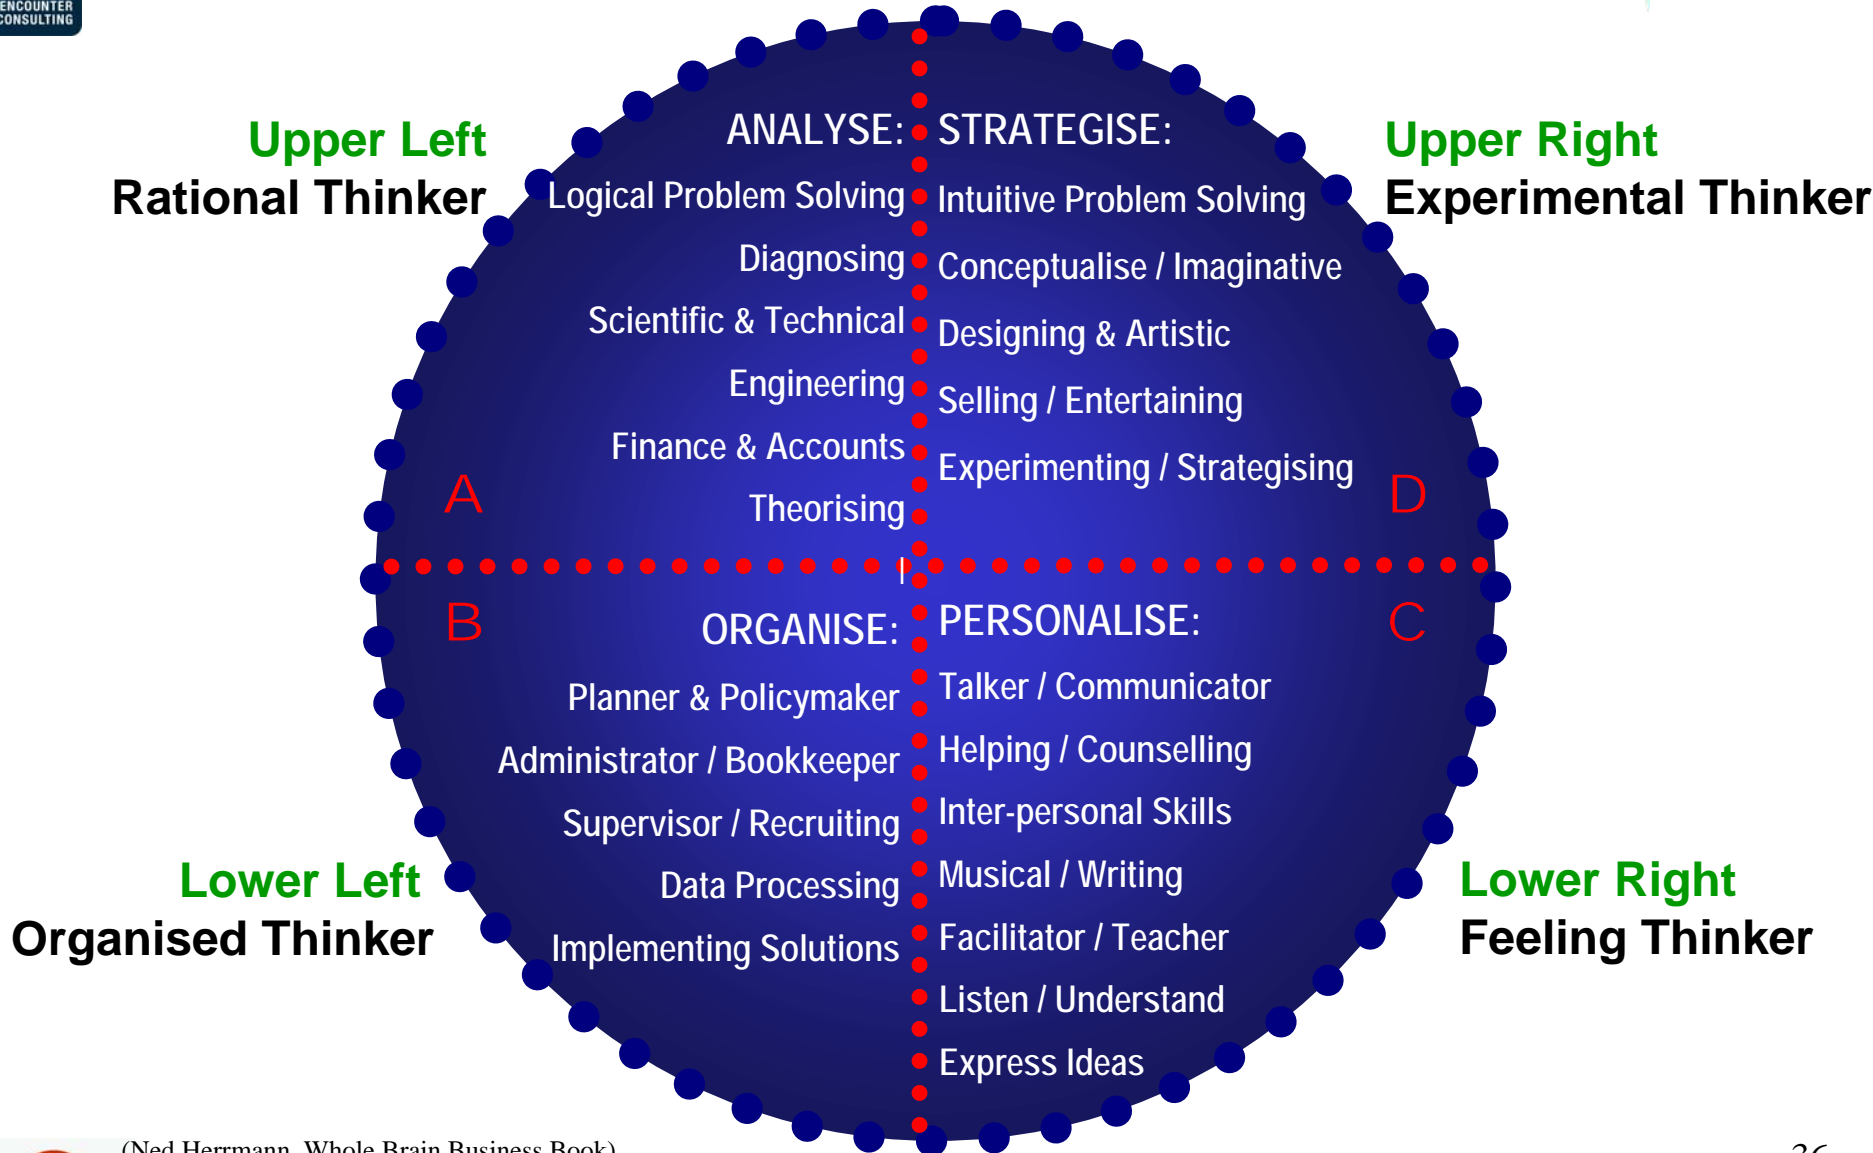 ENCOUNTER
CONSULTING
Upper Left
Rational Thinker
ANALYSE:
Logical Problem Solving
Diagnosing
Scientific & Technical
Engineering
Finance & Accounts
Theorising
A
STRATEGISE:
Intuitive Problem Solving
Conceptualise / Imaginative
Designing & Artistic
Selling / Entertaining
Experimenting / Strategising
D
Upper Right
Experimental Thinker
B
ORGANISE:
Planner & Policymaker
Administrator / Bookkeeper
Supervisor / Recruiting
Data Processing
Implementing Solutions
Lower Left
Organised Thinker
C
PERSONALISE:
Talker / Communicator
Helping / Counselling
Inter-personal Skills
Musical / Writing
Facilitator / Teacher
Listen / Understand
Express Ideas
Lower Right
Feeling Thinker
(Ned Herrmann, Whole Brain Business Book)
36